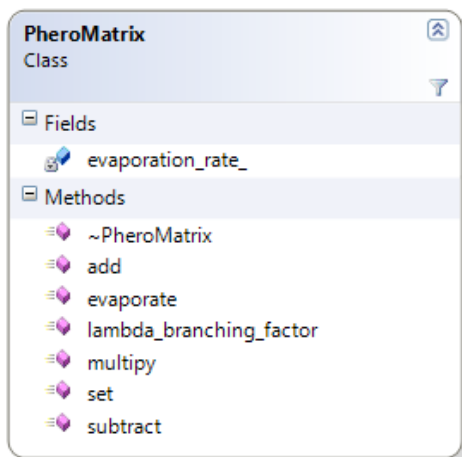 PheroMatrix
Class
Fields
evaporation_rate_
Methods
~PheroMatrix
add
evaporate
lambda_branching_factor
multipy
set
subtract